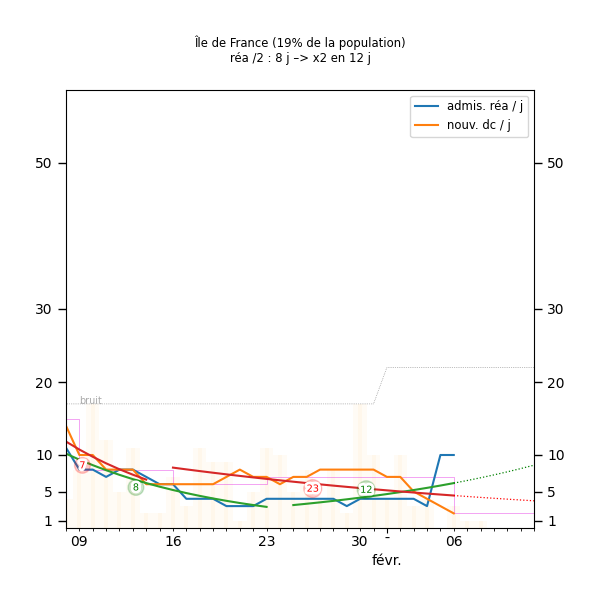 Île de France (19% de la population)
réa /2 : 8 j –> x2 en 12 j
admis. réa / j
nouv. dc / j
50 50
30 30
20 20
bruit
10 10
7
8 23 12
5 5
1 1
09 16 23 30 - 06
févr.